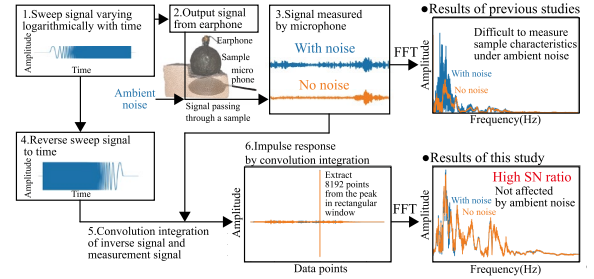 1.Sweep signal varying
logarithmically with time
Amplitude
Time
2.Output signal
from earphone
Earphone
Sample
micro
phone
Ambient
noise
Signal passing
through a sample
3.Signal measured
by microphone
With noise
No noise
FFT
●Results of previous studies
Amplitude
Difficult to measure
sample characteristics
under ambient noise
With noise
No noise
Frequency(Hz)
4.Reverse sweep signal
to time
Amplitude
Time
5.Convolution integration
of inverse signal and
measurement signal
6.Impulse response
by convolution integration
Amplitude
Extract
8192 points
from the peak
in rectangular
window
Data points
FFT
●Results of this study
Amplitude
High SN ratio
Not affected
by ambient noise
With noise
No noise
Frequency(Hz)